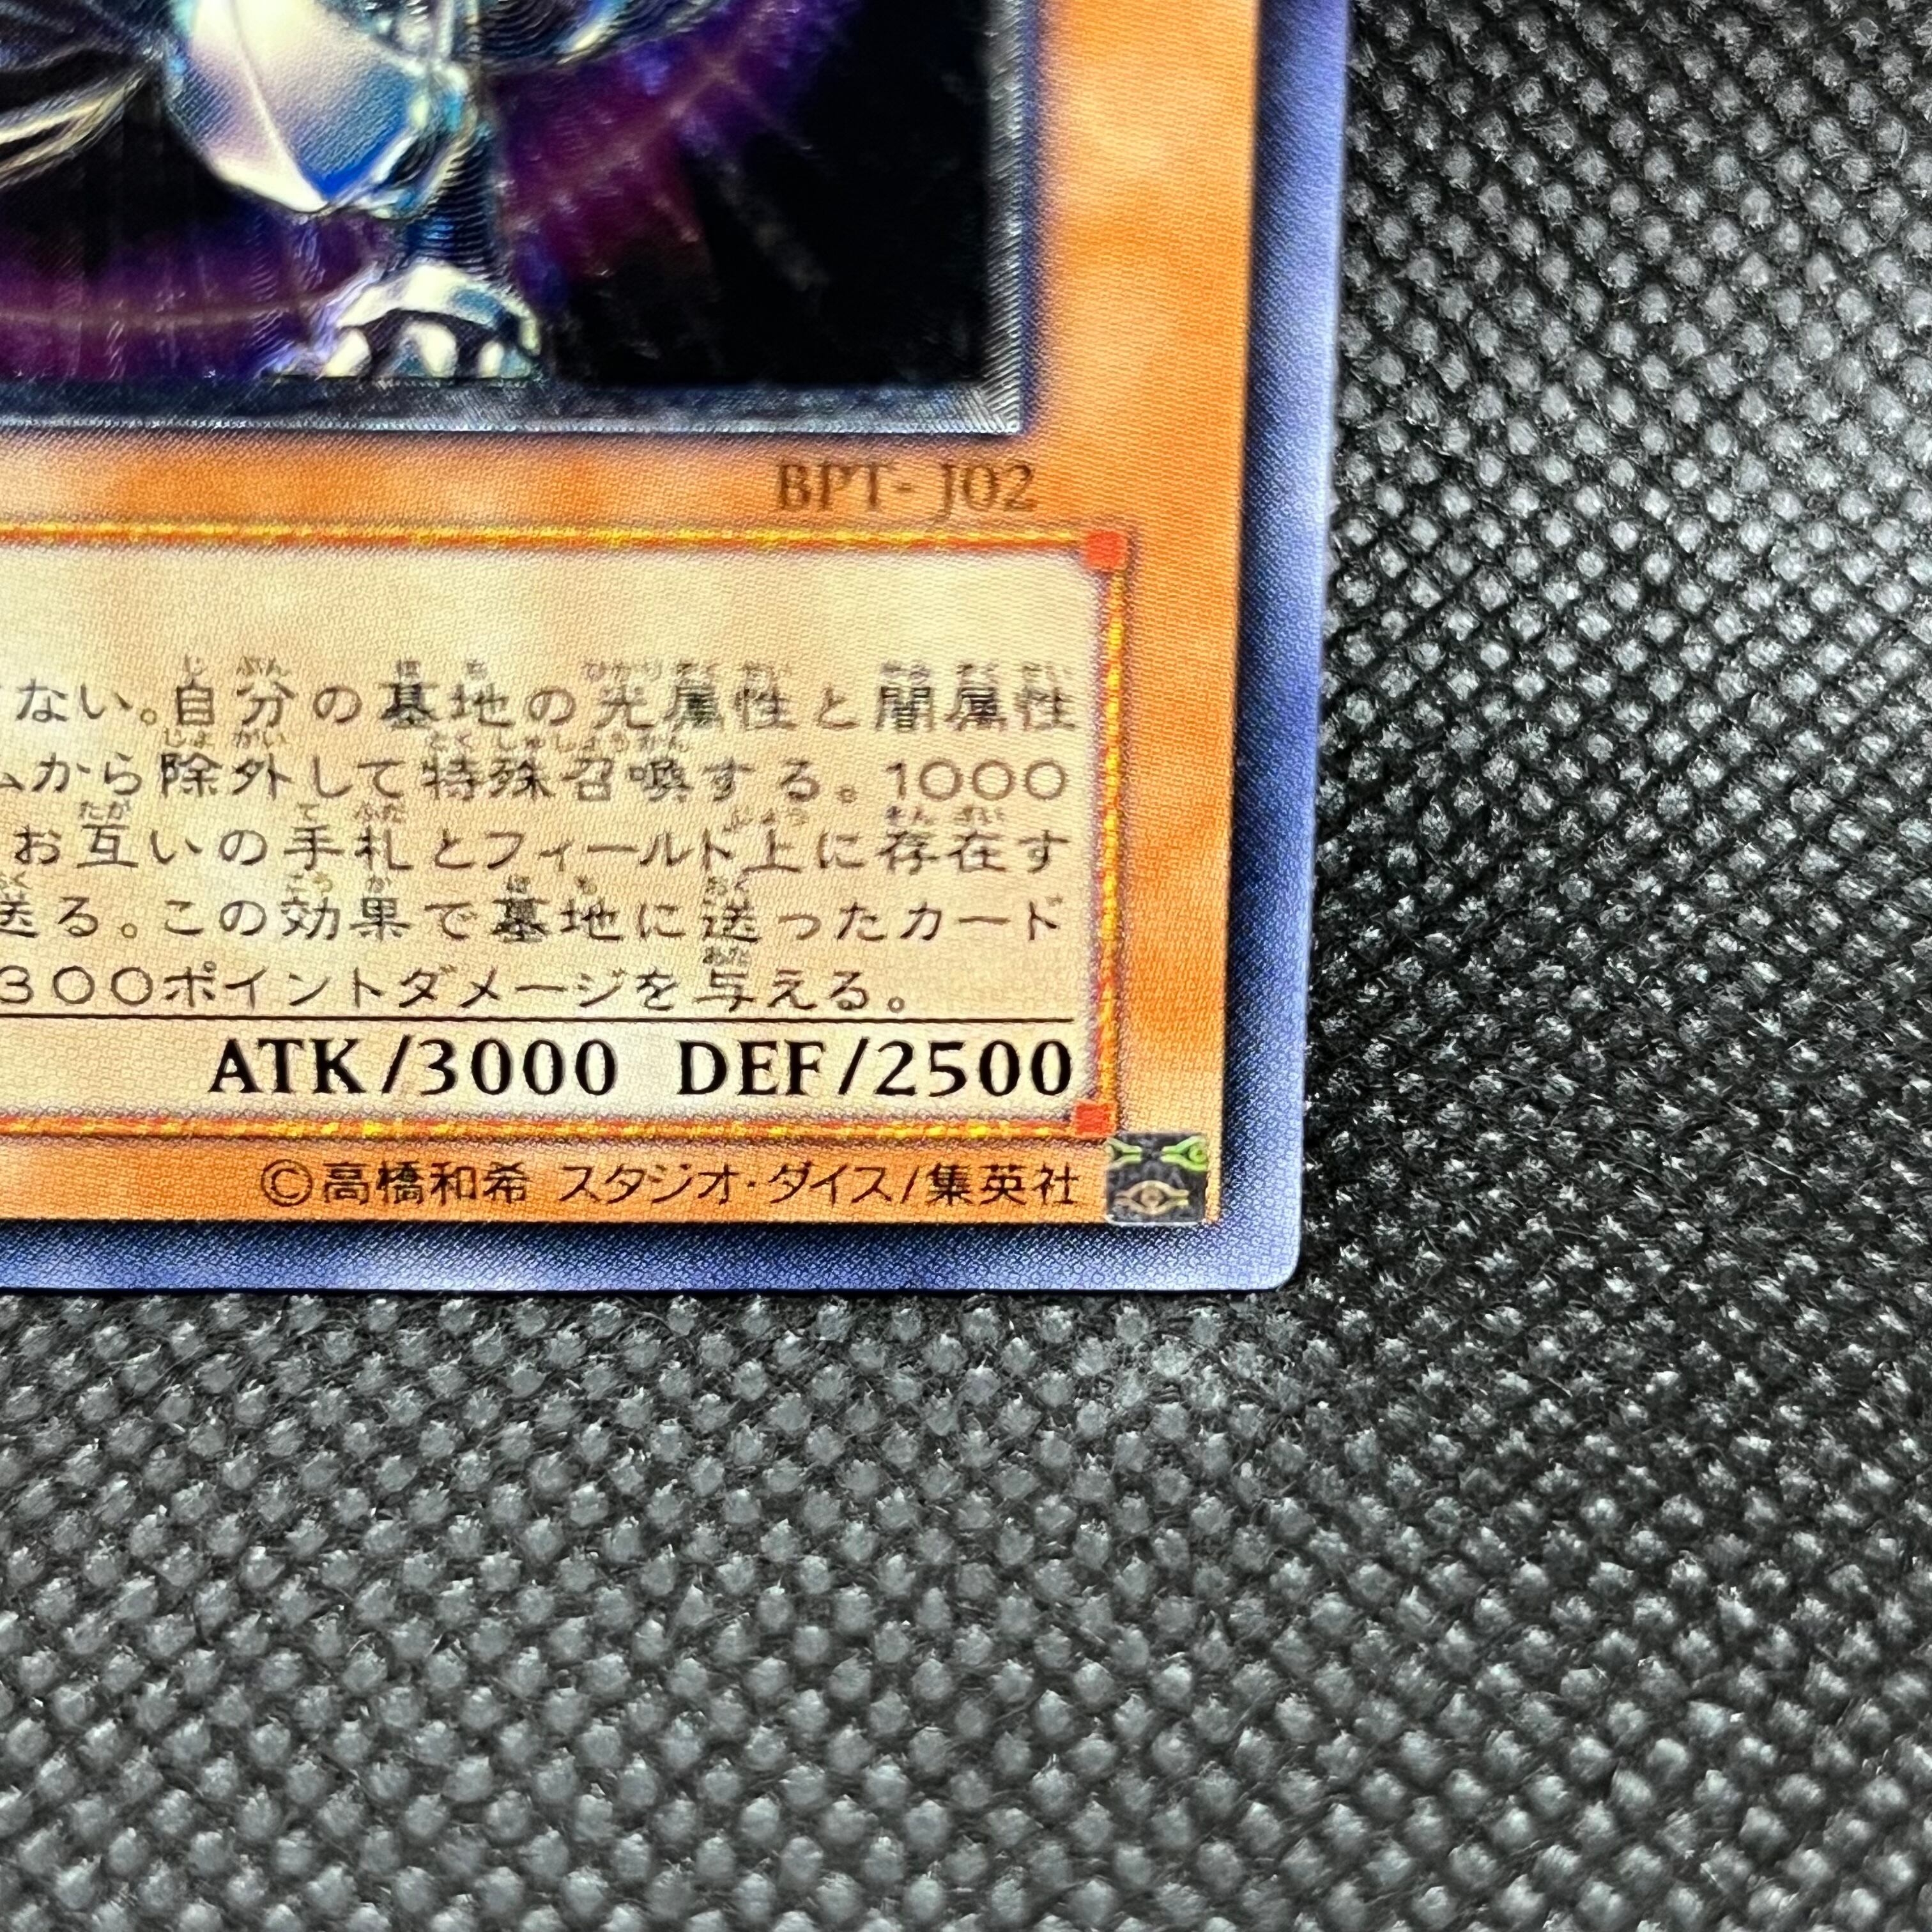 BPT-J02
ない。自分の墓地の光属性と闇属性
ムから除外して特殊召喚する。1000
お互いの手札とフィールド上に存在す
送る。この効果で墓地に送ったカード
300ポイントダメージを与える。
ATK/3000 DEF/2500
©高橋和希 スタジオ・ダイス/集英社